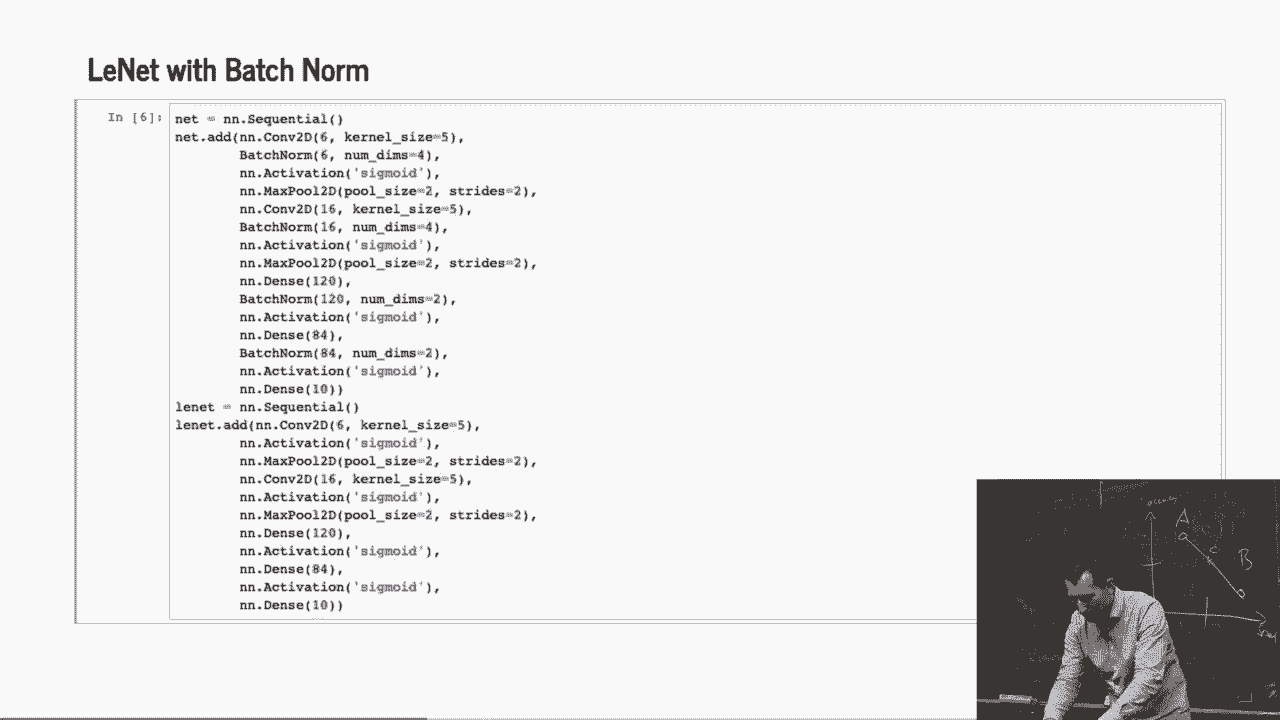 LeNet with Batch Norm
In [6]:
net = nn.Sequential()
net.add(nn.Conv2D(6, kernel_size=5),
BatchNorm(6, num_dims=4),
nn.Activation('sigmoid'),
nn.MaxPool2D(pool_size=2, strides=2),
nn.Conv2D(16, kernel_size=5),
BatchNorm(16, num_dims=4),
nn.Activation('sigmoid'),
nn.MaxPool2D(pool_size=2, strides=2),
nn.Dense(120),
BatchNorm(120, num_dims=2),
nn.Activation('sigmoid'),
nn.Dense(84),
BatchNorm(84, num_dims=2),
nn.Activation('sigmoid'),
nn.Dense(10))
lenet = nn.Sequential()
lenet.add(nn.Conv2D(6, kernel_size=5),
nn.Activation('sigmoid'),
nn.MaxPool2D(pool_size=2, strides=2),
nn.Conv2D(16, kernel_size=5),
nn.Activation('sigmoid'),
nn.MaxPool2D(pool_size=2, strides=2),
nn.Dense(120),
nn.Activation('sigmoid'),
nn.Dense(84),
nn.Activation('sigmoid'),
nn.Dense(10))
A
C
B